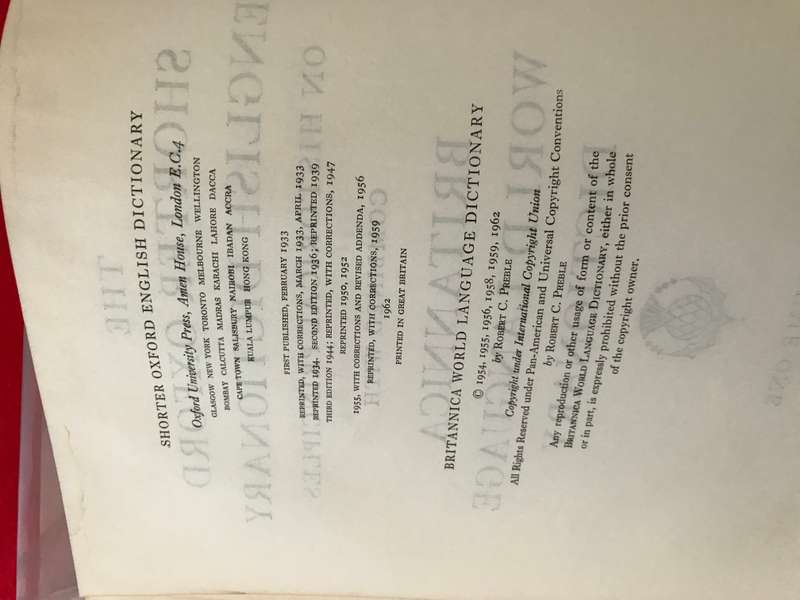 SHORTER OXFORD ENGLISH DICTIONARY
Oxford University Press, Amen House, London E.C.4
GLASGOW NEW YORK TORONTO MELBOURNE WELLINGTON
BOMBAY CALCUTTA MADRAS KARACHI LAHORE DACCA
CAPE TOWN SALISBURY NAIROBI IBADAN ACCRA
KUALA LUMPUR HONG KONG
FIRST PUBLISHED, FEBRUARY 1933
REPRINTED, WITH CORRECTIONS, MARCH 1933, APRIL 1933
REPRINTED 1934. SECOND EDITION 1936; REPRINTED 1939
THIRD EDITION 1944; REPRINTED, WITH CORRECTIONS, 1947
REPRINTED 1950, 1952
1955, WITH CORRECTIONS AND REVISED ADDENDA, 1956
REPRINTED, WITH CORRECTIONS, 1959
1962
PRINTED IN GREAT BRITAIN
BRITANNICA WORLD LANGUAGE DICTIONARY
© 1954, 1955, 1956, 1958, 1959, 1962
by ROBERT C. PREBLE
Copyright under International Copyright Union
All Rights Reserved under Pan-American and Universal Copyright Conventions
by ROBERT C. PREBLE
Any reproduction or other usage of form or content of the
BRITANNICA WORLD LANGUAGE DICTIONARY, either in whole
or in part, is expressly prohibited without the prior consent
of the copyright owner.